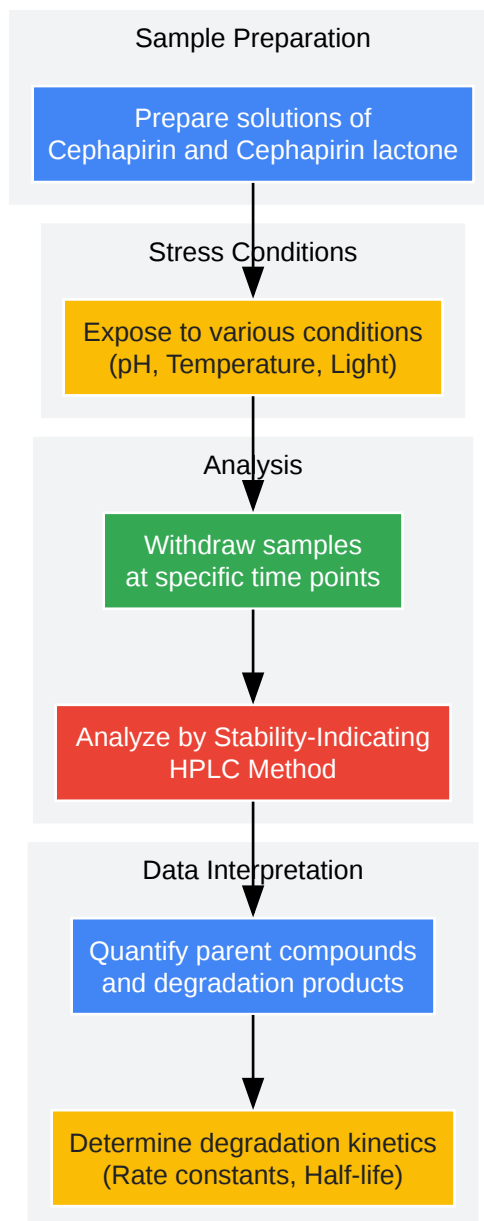 Sample Preparation
Prepare solutions of
Cephapirin and Cephapirin lactone
Stress Conditions
Expose to various conditions
(pH, Temperature, Light)
Analysis
Withdraw samples
at specific time points
Analyze by Stability-Indicating
HPLC Method
Data Interpretation
Quantify parent compounds
and degradation products
Determine degradation kinetics
(Rate constants, Half-life)